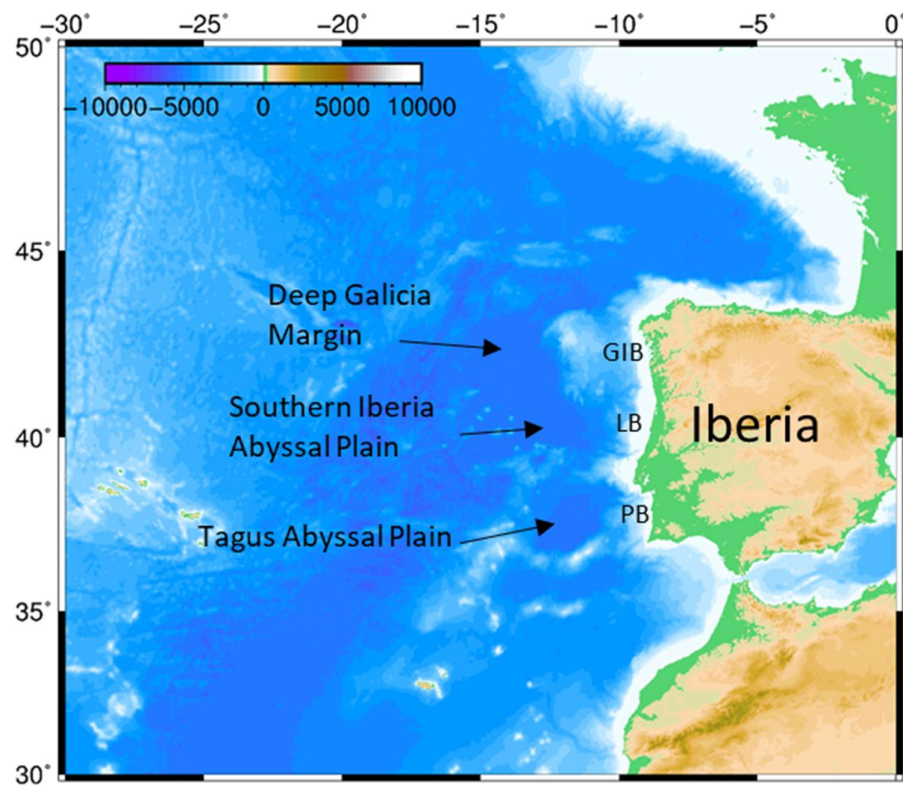 −30° −25° −20° −15° −10° −5° 0°
50°
−10000 −5000 0 5000 10000
45°
Deep Galicia
Margin
GIB
Southern Iberia
Abyssal Plain
LB
Iberia
40°
PB
Tagus Abyssal Plain
35°
30°